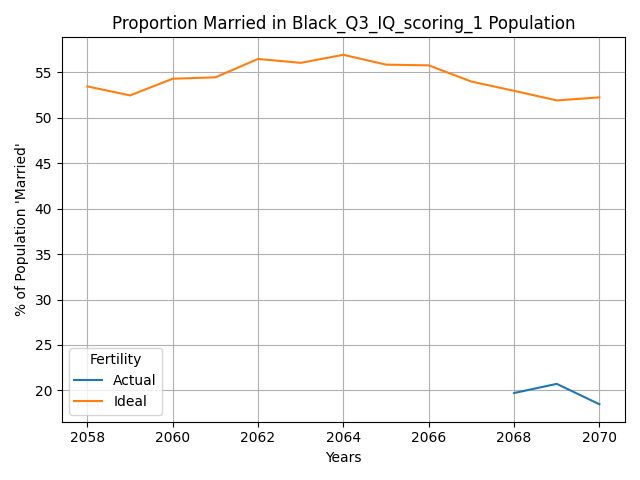 Proportion Married in Black_Q3_IQ_scoring_1 Population
% of Population 'Married'
55
50
45
40
35
30
25
20
Fertility
Actual
Ideal
2058 2060 2062 2064 2066 2068 2070
Years